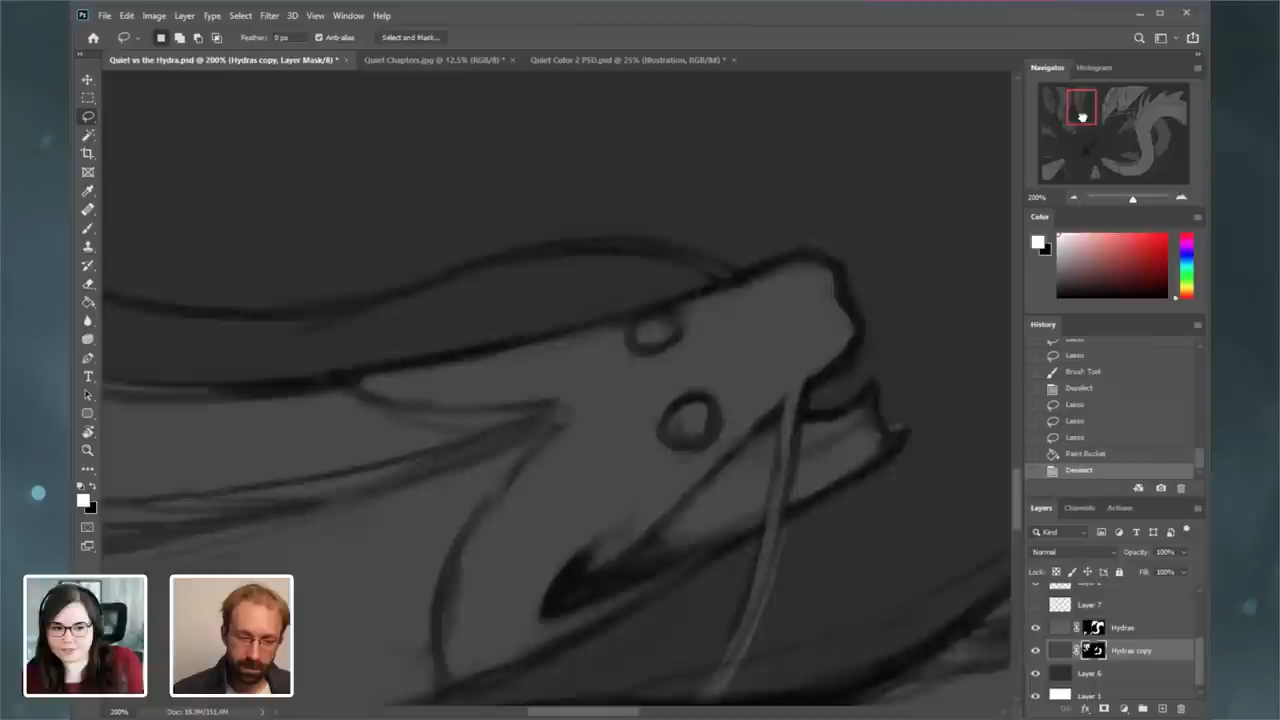 Ps File Edit Image Layer Type Select Filter 3D View Window Help
Feather: 0 px Anti-alias Select and Mask...
Quiet vs the Hydra.psd @ 200% (Hydras copy, Layer Mask/8) * × Quiet Chapters.jpg @ 12.5% (RGB/8) * × Quiet Color 2 PSD.psd @ 25% (Illustration, RGB/8#) * ×
Navigator Histogram
200%
Color
History
Lasso
Lasso
Brush Tool
Deselect
Lasso
Lasso
Lasso
Paint Bucket
Deselect
Layers Channels Actions
Kind
Normal Opacity: 100%
Lock: Fill: 100%
Layer 7
Hydras
Hydras copy
Layer 6
Layer 1
200%